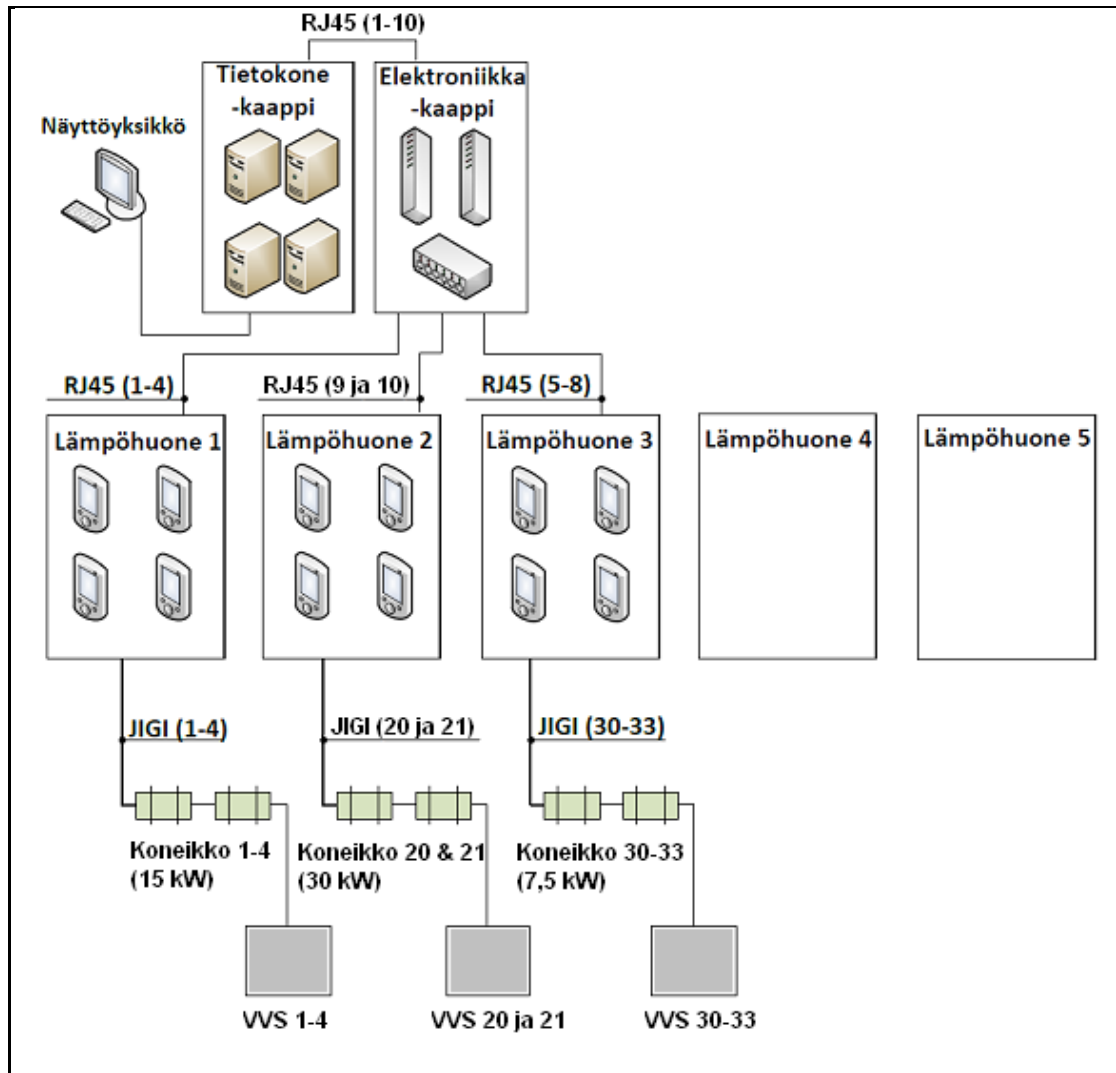 RJ45 (1-10)
Tietokone
-kaappi
Elektroniikka
-kaappi
Näyttöyksikkö
RJ45 (1-4)
RJ45 (9 ja 10)
RJ45 (5-8)
Lämpöhuone 1
Lämpöhuone 2
Lämpöhuone 3
Lämpöhuone 4
Lämpöhuone 5
JIGI (1-4)
JIGI (20 ja 21)
JIGI (30-33)
Koneikko 1-4
(15 kW)
Koneikko 20 & 21
(30 kW)
Koneikko 30-33
(7,5 kW)
VVS 1-4
VVS 20 ja 21
VVS 30-33